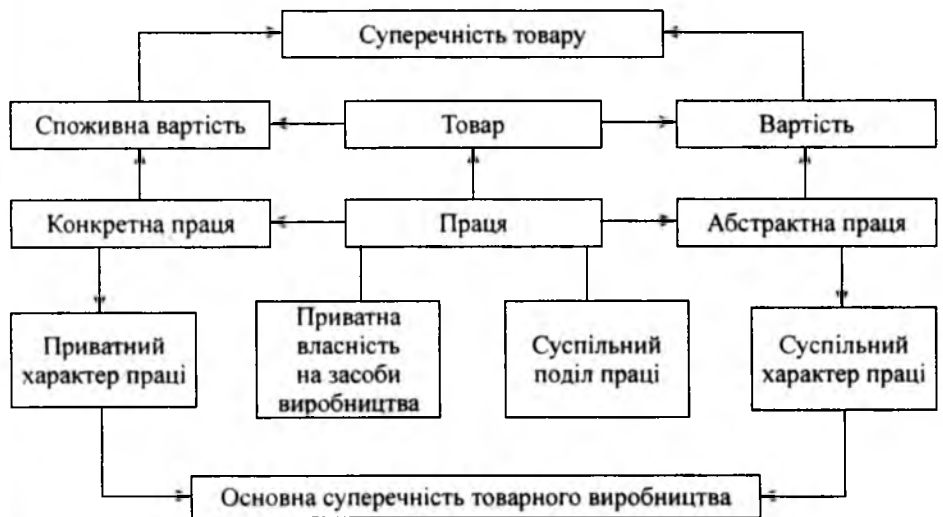 Суперечність товару
Споживна вартість
Товар
Вартість
Конкретна праця
Праця
Абстрактна праця
Приватний
характер праці
Приватна
власність
на засоби
виробництва
Суспільний
поділ праці
Суспільний
характер праці
Основна суперечність товарного виробництва